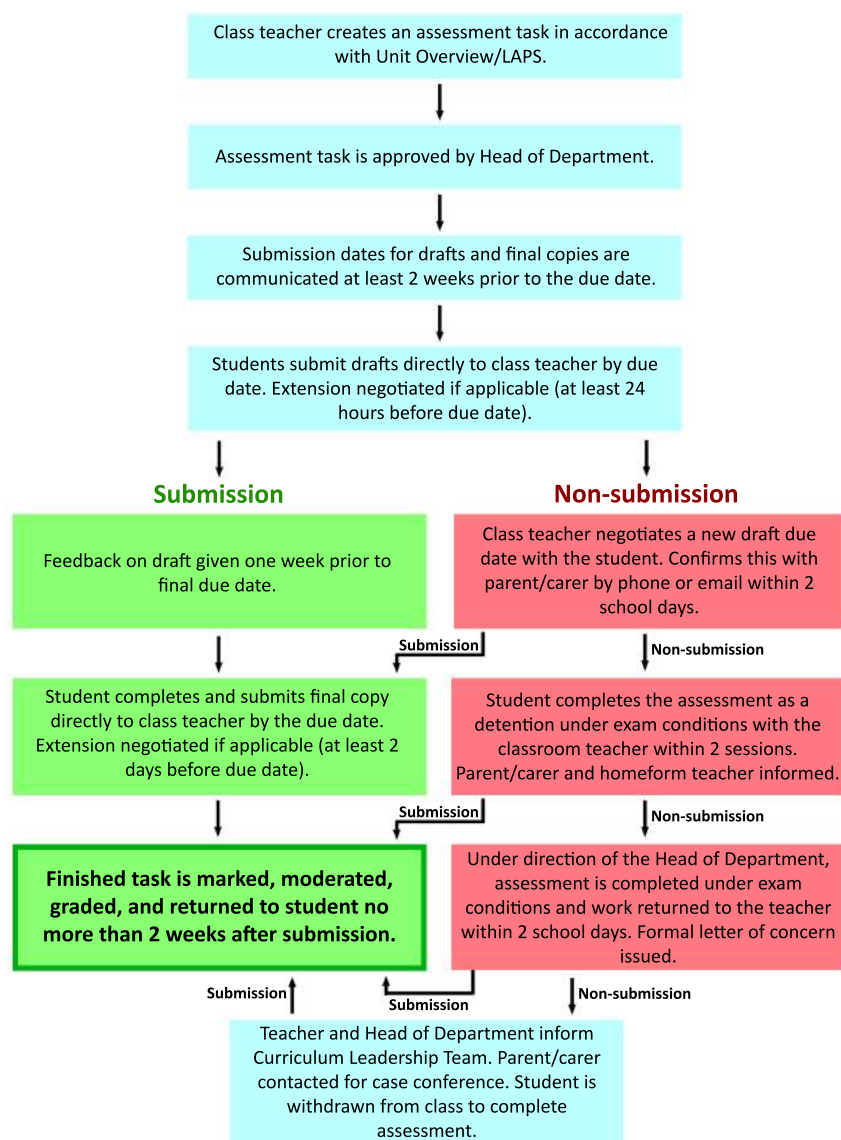 Class teacher creates an assessment task in accordance
with Unit Overview/LAPS.
Assessment task is approved by Head of Department.
Submission dates for drafts and final copies are
communicated at least 2 weeks prior to the due date.
Students submit drafts directly to class teacher by due
date. Extension negotiated if applicable (at least 24
hours before due date).
Submission
Non-submission
Feedback on draft given one week prior to
final due date.
Class teacher negotiates a new draft due
date with the student. Confirms this with
parent/carer by phone or email within 2
school days.
Submission
Non-submission
Student completes and submits final copy
directly to class teacher by the due date.
Extension negotiated if applicable (at least 2
days before due date).
Student completes the assessment as a
detention under exam conditions with the
classroom teacher within 2 sessions.
Parent/carer and homeform teacher informed.
Submission
Non-submission
Finished task is marked, moderated,
graded, and returned to student no
more than 2 weeks after submission.
Under direction of the Head of Department,
assessment is completed under exam
conditions and work returned to the teacher
within 2 school days. Formal letter of concern
issued.
Submission
Submission
Non-submission
Teacher and Head of Department inform
Curriculum Leadership Team. Parent/carer
contacted for case conference. Student is
withdrawn from class to complete
assessment.